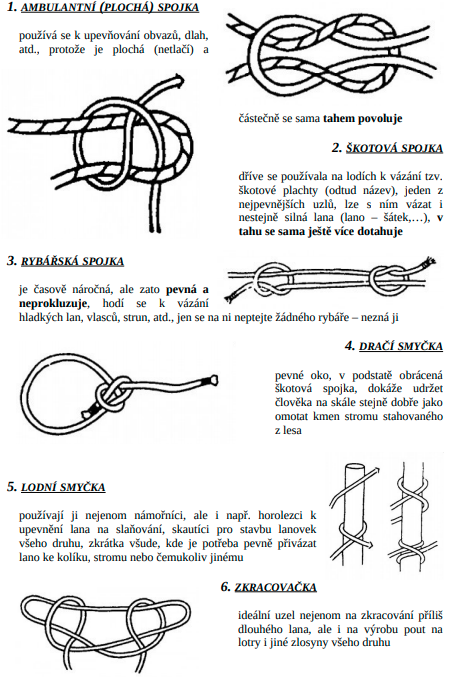 1. AMBULANTNÍ (PLOCHÁ) SPOJKA
používá se k upevňování obvazů, dlah,
atd., protože je plochá (netlačí) a
částečně se sama tahem povoluje
2. ŠKOTOVÁ SPOJKA
dříve se používala na lodích k vázání tzv.
škotové plachty (odtud název), jeden z
nejpevnějších uzlů, lze s ním vázat i
nestejně silná lana (lano – šátek,…), v
tahu se sama ještě více dotahuje
3. RYBÁŘSKÁ SPOJKA
je časově náročná, ale zato pevná a
neprokluzuje, hodí se k vázání
hladkých lan, vlasců, strun, atd., jen se na ni neptejte žádného rybáře – nezná ji
4. DRAČÍ SMYČKA
pevné oko, v podstatě obrácená
škotová spojka, dokáže udržet
člověka na skále stejně dobře jako
omotat kmen stromu stahovaného
z lesa
5. LODNÍ SMYČKA
používají ji nejenom námořníci, ale i např. horolezci k
upevnění lana na slaňování, skautíci pro stavbu lanovek
všeho druhu, zkrátka všude, kde je potřeba pevně přivázat
lano ke kolíku, stromu nebo čemukoliv jinému
6. ZKRACOVAČKA
ideální uzel nejenom na zkracování příliš
dlouhého lana, ale i na výrobu pout na
lotry i jiné zlosyny všeho druhu